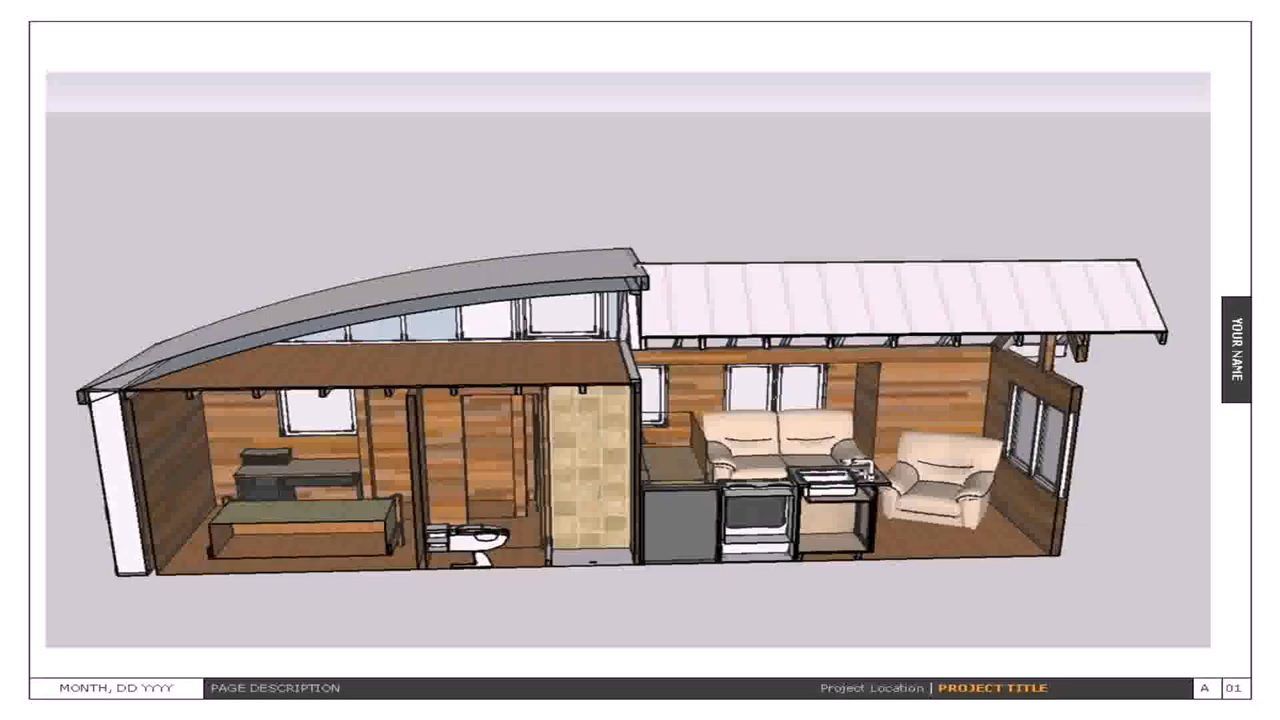 YOUR NAME
MONTH, DD YYYY
PAGE DESCRIPTION
Project Location | PROJECT TITLE
A
01